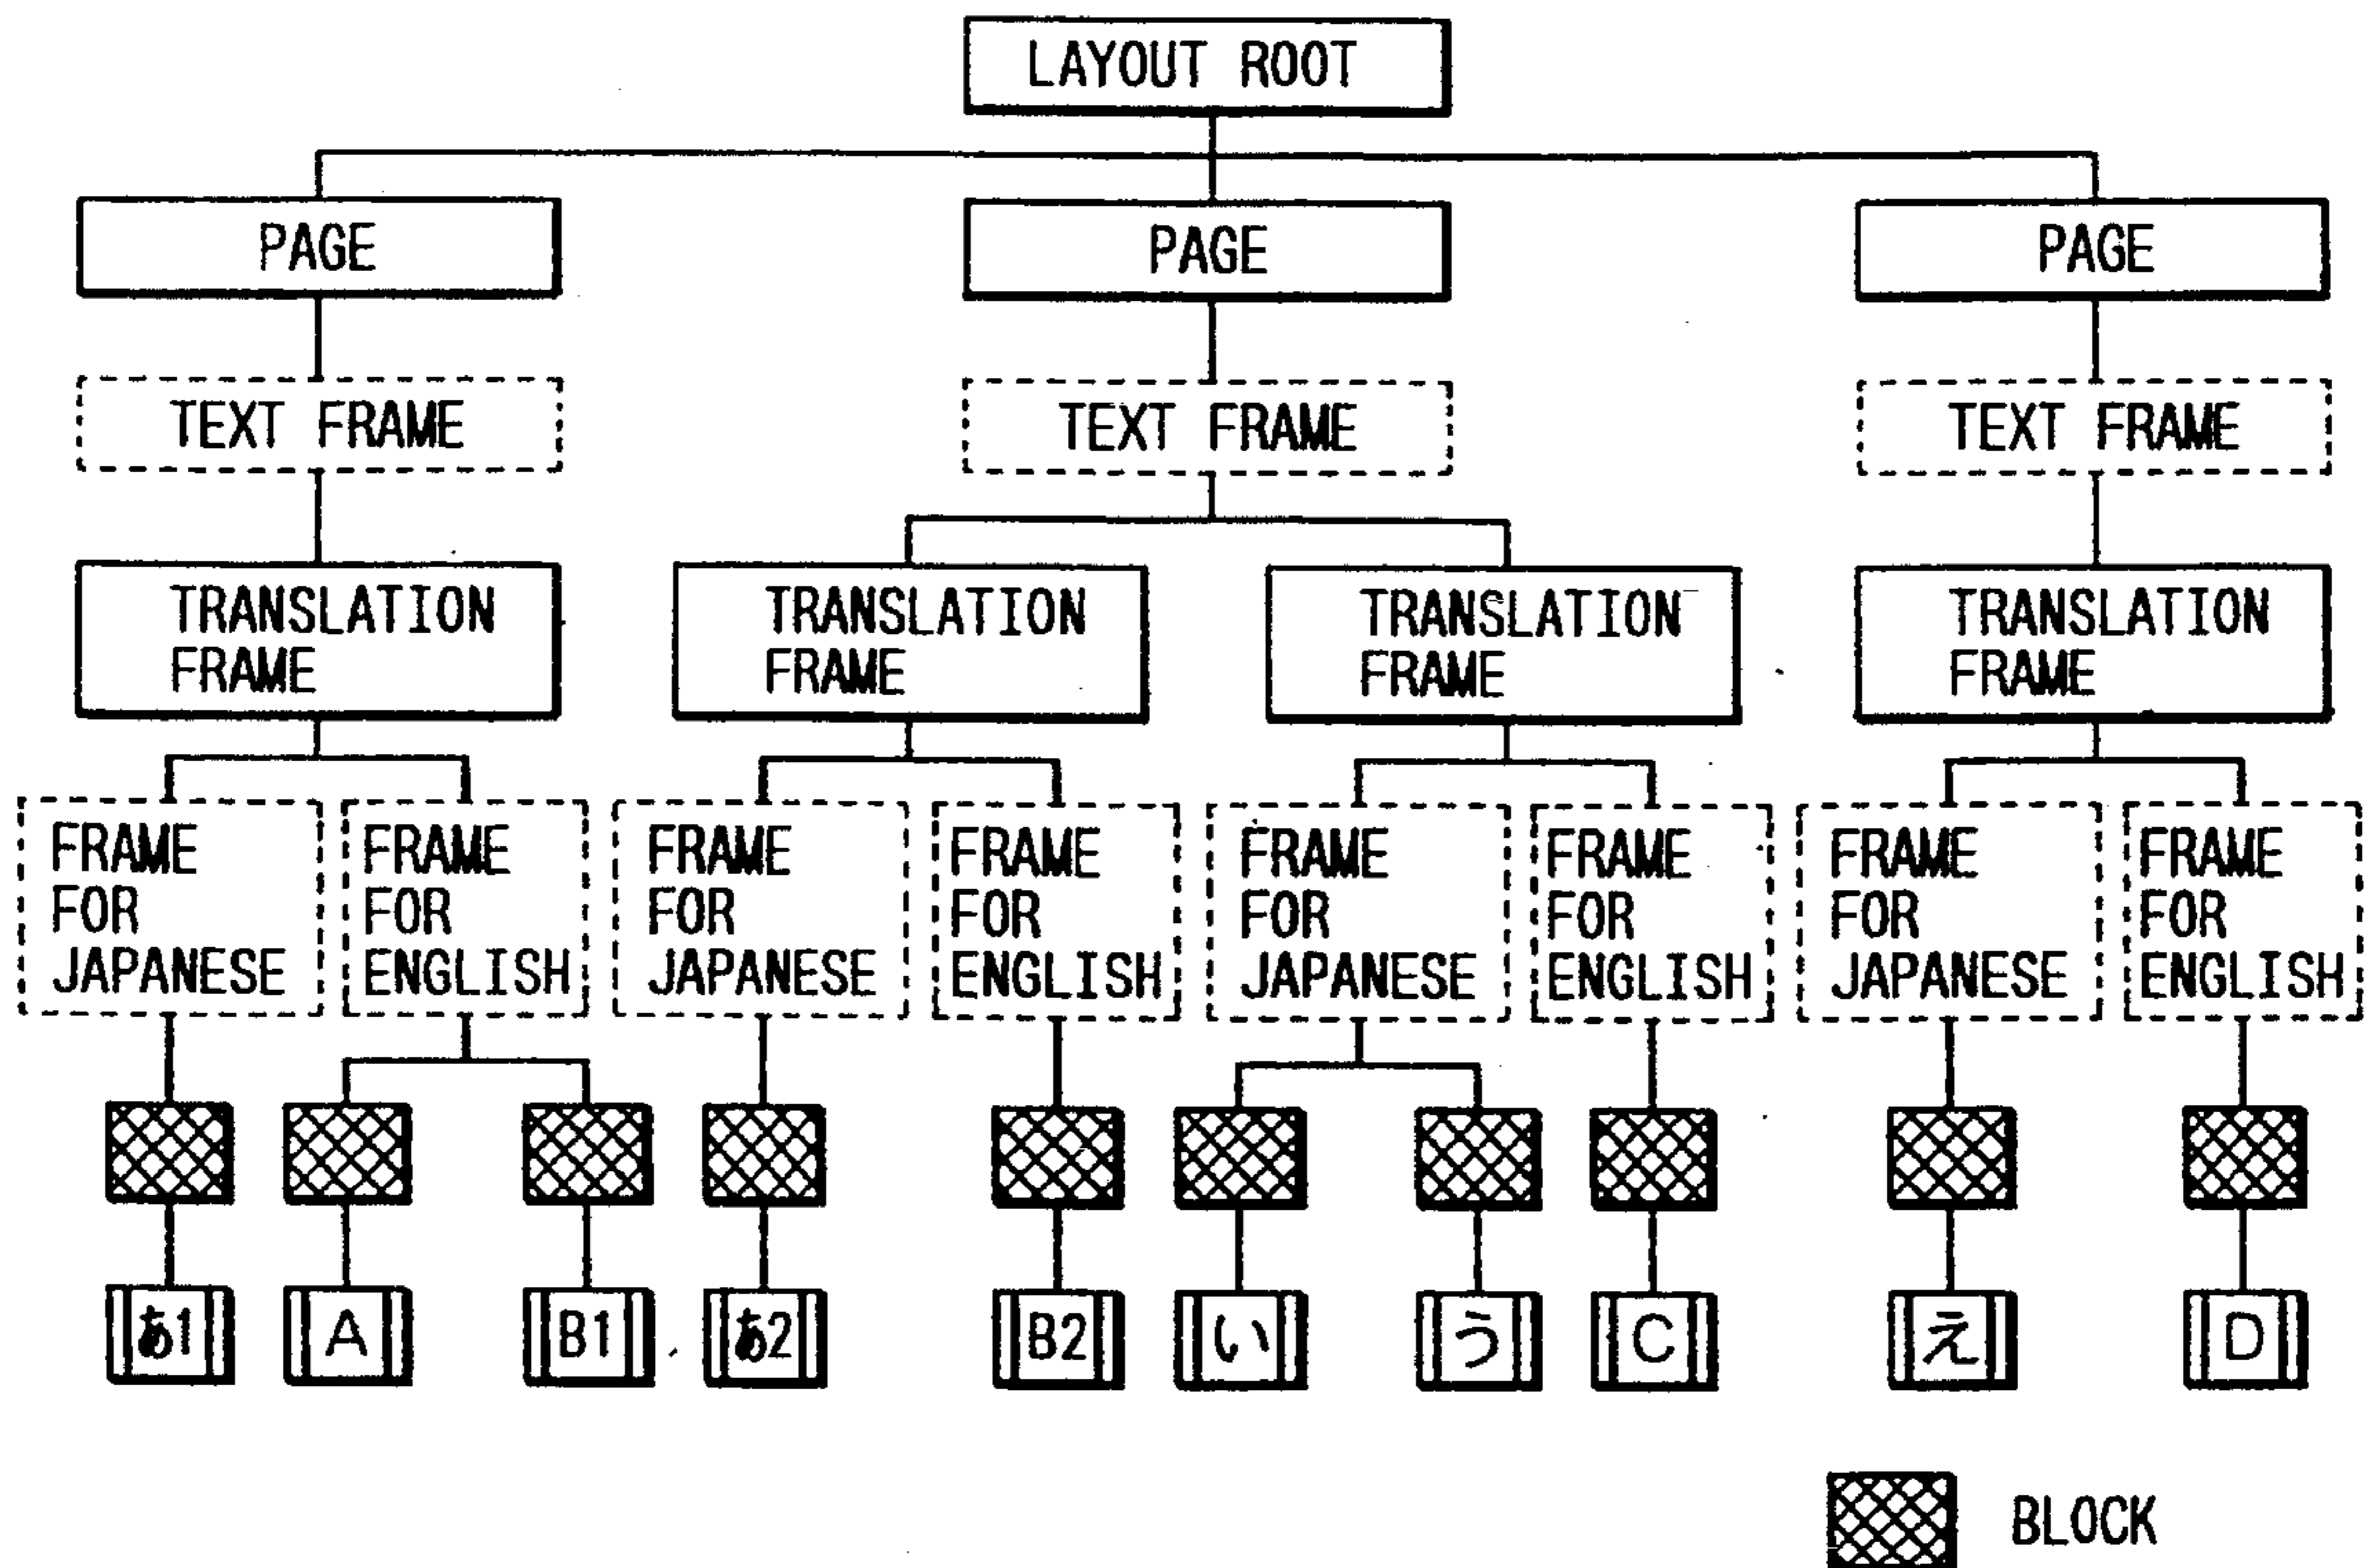 LAYOUT ROOT
PAGE
PAGE
PAGE
TEXT FRAME
TEXT FRAME
TEXT FRAME
TRANSLATION
FRAME
TRANSLATION
FRAME
TRANSLATION
FRAME
TRANSLATION
FRAME
FRAME
FOR
JAPANESE
FRAME
FOR
ENGLISH
FRAME
FOR
JAPANESE
FRAME
FOR
ENGLISH
FRAME
FOR
JAPANESE
FRAME
FOR
ENGLISH
FRAME
FOR
JAPANESE
FRAME
FOR
ENGLISH
あ1
A
B1
あ2
B2
い
う
C
え
D
BLOCK